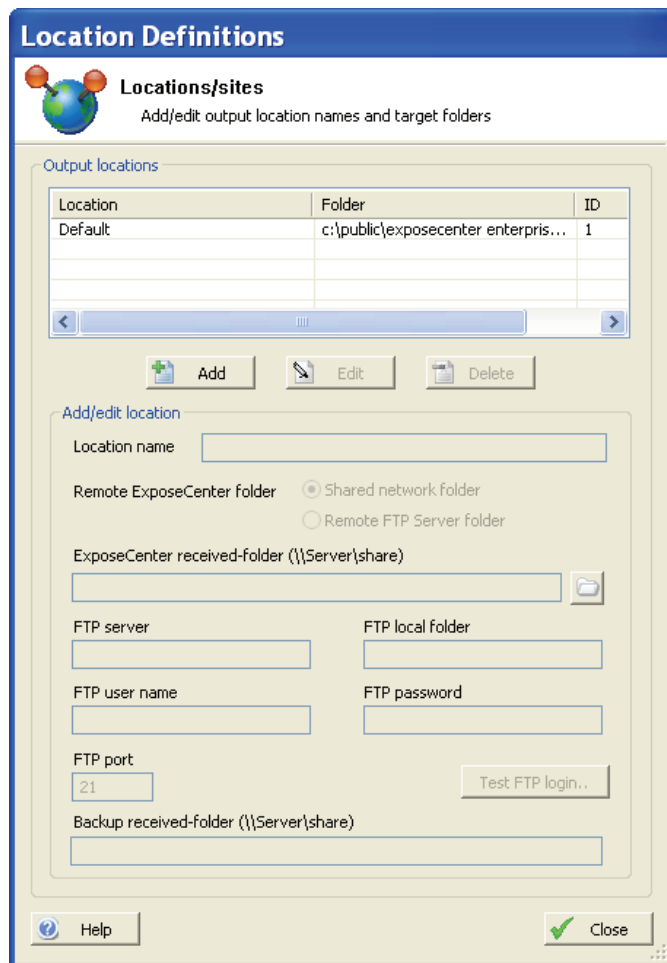 Location Definitions
Locations/sites
Add/edit output location names and target folders
Output locations
Location Folder ID
Default c:\public\exposecenter enterpris... 1
Add Edit Delete
Add/edit location
Location name
Remote ExposeCenter folder Shared network folder
Remote FTP Server folder
ExposeCenter received-folder (\\Server\share)
FTP server FTP local folder
FTP user name FTP password
FTP port
21 Test FTP login..
Backup received-folder (\\Server\share)
Help Close